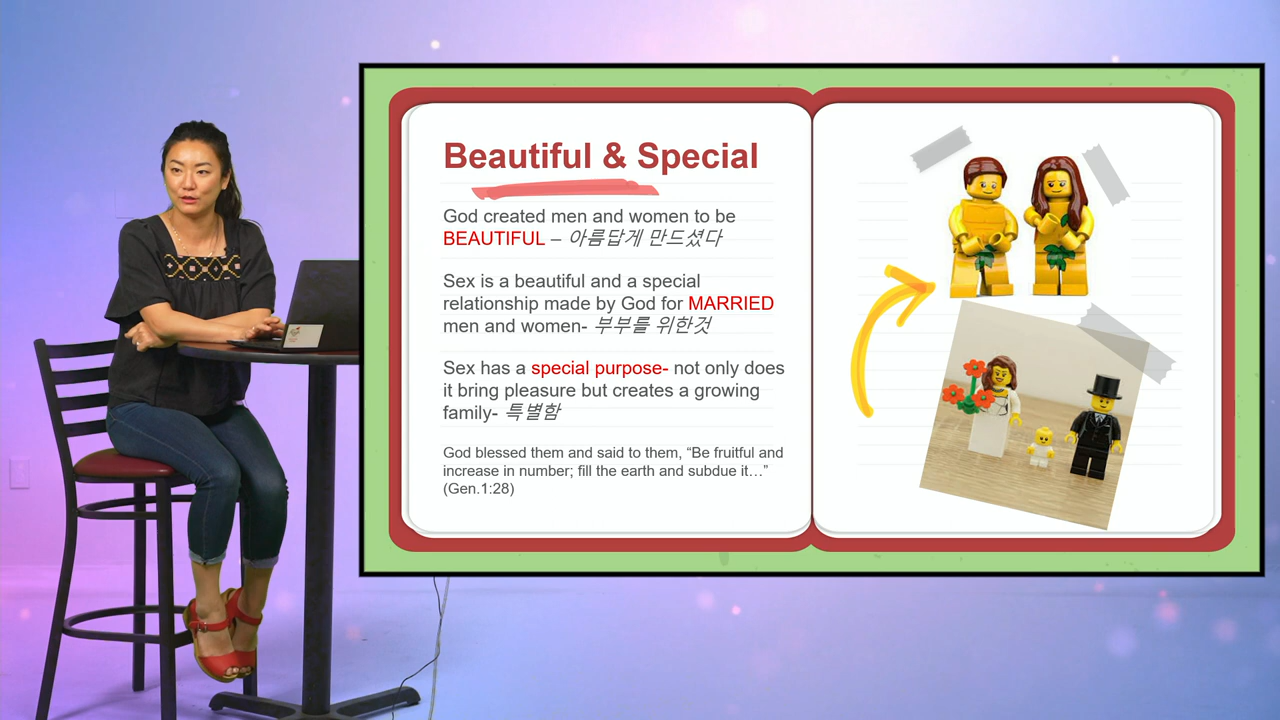 Beautiful & Special
God created men and women to be
BEAUTIFUL – 아름답게 만드셨다
Sex is a beautiful and a special
relationship made by God for MARRIED
men and women- 부부를 위한것
Sex has a special purpose- not only does
it bring pleasure but creates a growing
family- 특별함
God blessed them and said to them, “Be fruitful and
increase in number; fill the earth and subdue it…”
(Gen.1:28)